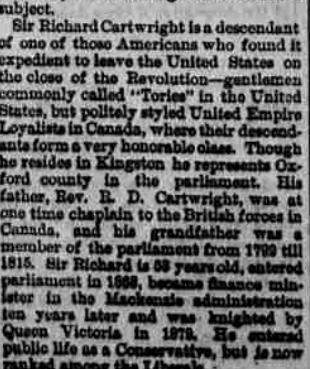 subject.
Sir Richard Cartwright is a descendant
of one of those Americans who found it
expedient to leave the United States on
the close of the Revolution—gentlemen
commonly called "Tories" in the United
States, but politely styled United Empire
Loyalists in Canada, where their descend-
ants form a very honorable class. Though
he resides in Kingston he represents Ox-
ford county in the parliament. His
father, Rev. R. D. Cartwright, was at
one time chaplain to the British forces in
Canada, and his grandfather was a
member of the parliament from 1792 till
1815. Sir Richard is 53 years old, entered
parliament in 1863, became finance min-
ister in the Mackenzie administration
ten years later and was knighted by
Queen Victoria in 1879. He entered
public life as a Conservative, but is now
ranked among the Liberals.